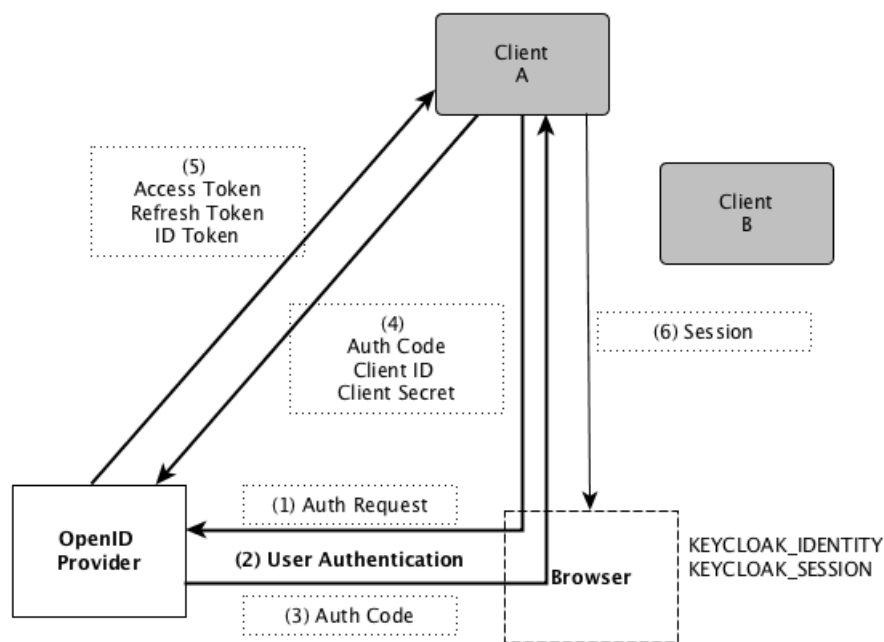 Client
A
(5)
Access Token
Refresh Token
ID Token
Client
B
(4)
Auth Code
Client ID
Client Secret
(6) Session
(1) Auth Request
OpenID
Provider
(2) User Authentication
(3) Auth Code
Browser
KEYCLOAK_IDENTITY
KEYCLOAK_SESSION